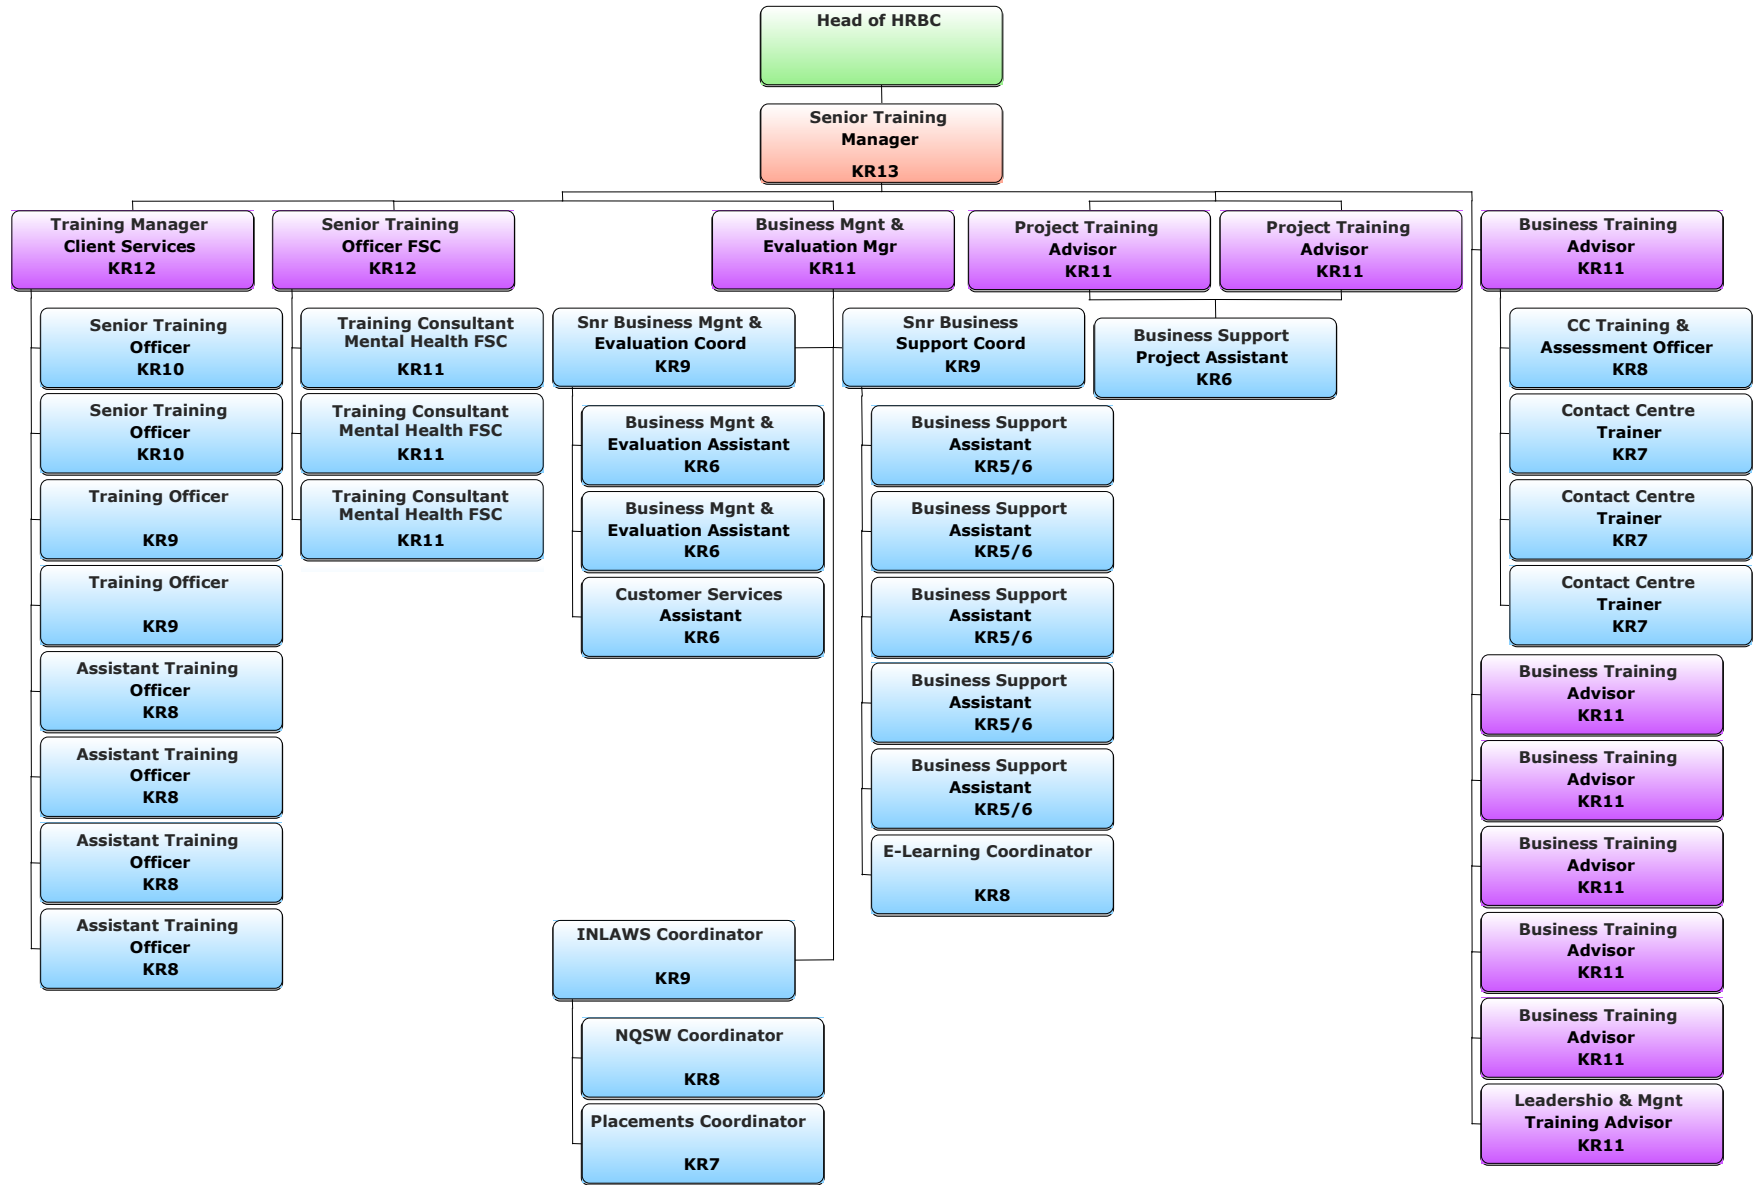 Head of HRBC
Senior Training
Manager
KR13
Training Manager
Client Services
KR12
Senior Training
Officer FSC
KR12
Business Mgnt &
Evaluation Mgr
KR11
Project Training
Advisor
KR11
Project Training
Advisor
KR11
Business Training
Advisor
KR11
Senior Training
Officer
KR10
Senior Training
Officer
KR10
Training Officer
KR9
Training Officer
KR9
Assistant Training
Officer
KR8
Assistant Training
Officer
KR8
Assistant Training
Officer
KR8
Assistant Training
Officer
KR8
Training Consultant
Mental Health FSC
KR11
Training Consultant
Mental Health FSC
KR11
Training Consultant
Mental Health FSC
KR11
Snr Business Mgnt &
Evaluation Coord
KR9
Business Mgnt &
Evaluation Assistant
KR6
Business Mgnt &
Evaluation Assistant
KR6
Customer Services
Assistant
KR6
Snr Business
Support Coord
KR9
Business Support
Assistant
KR5/6
Business Support
Assistant
KR5/6
Business Support
Assistant
KR5/6
Business Support
Assistant
KR5/6
Business Support
Assistant
KR5/6
E-Learning Coordinator
KR8
INLAWS Coordinator
KR9
NQSW Coordinator
KR8
Placements Coordinator
KR7
Business Support
Project Assistant
KR6
CC Training &
Assessment Officer
KR8
Contact Centre
Trainer
KR7
Contact Centre
Trainer
KR7
Contact Centre
Trainer
KR7
Business Training
Advisor
KR11
Business Training
Advisor
KR11
Business Training
Advisor
KR11
Business Training
Advisor
KR11
Business Training
Advisor
KR11
Leadershio & Mgnt
Training Advisor
KR11